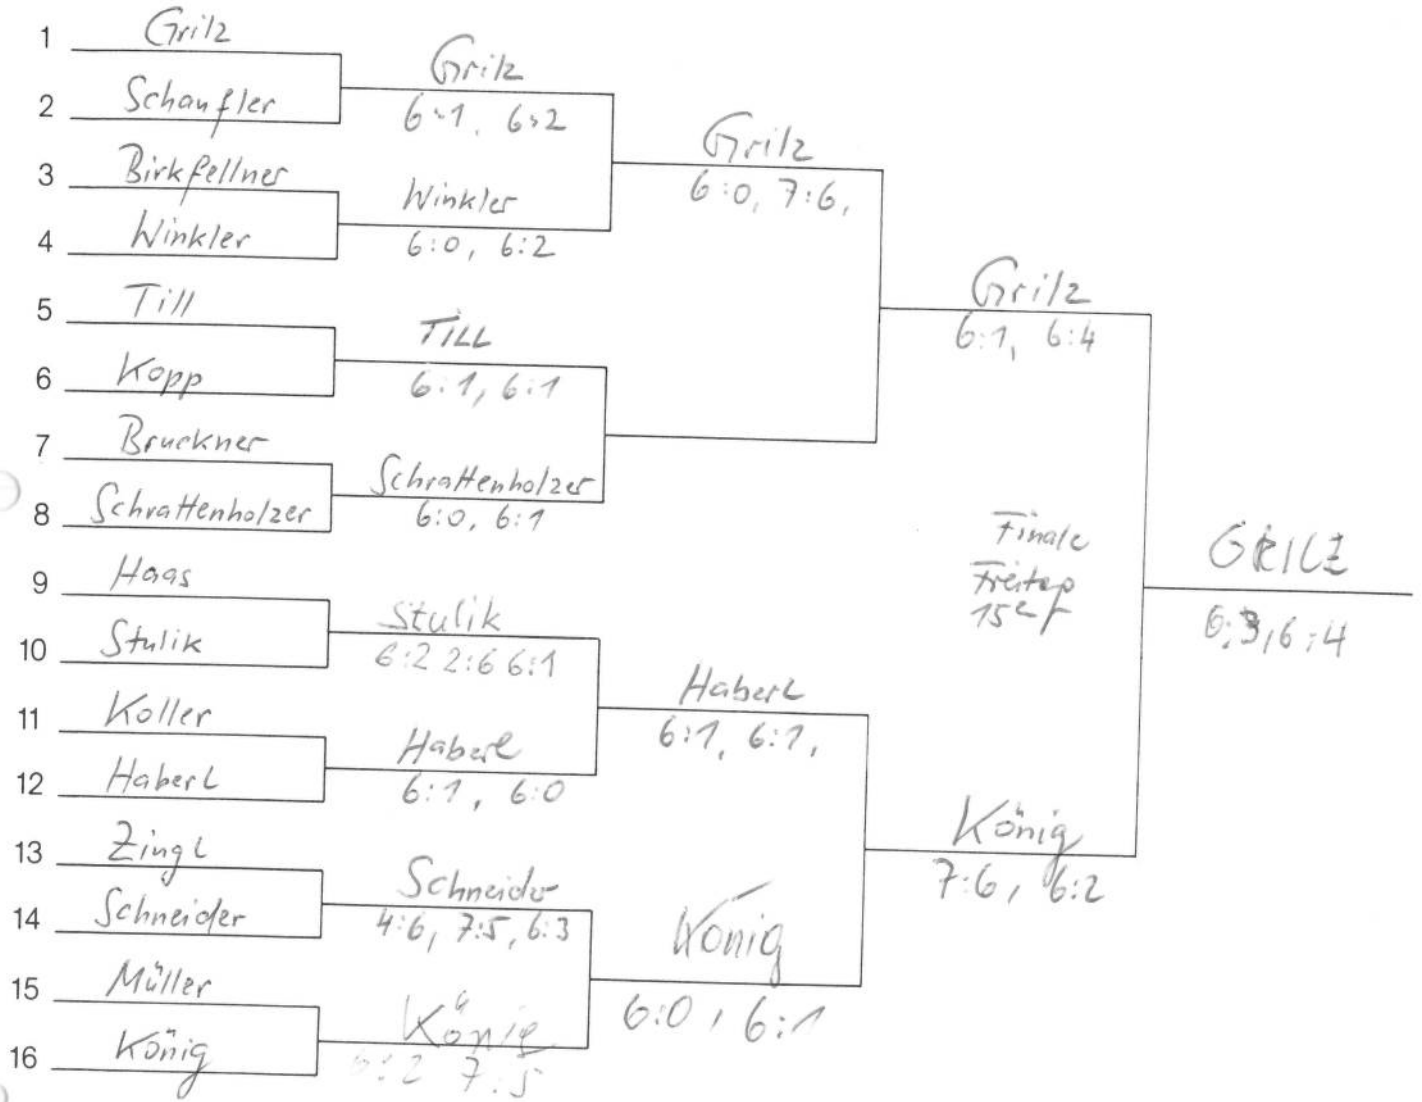 1 Grilz
2 Schaufler
3 Birkfellner
4 Winkler
5 Till
6 Kopp
7 Bruckner
8 Schrattenholzer
9 Haas
10 Stulik
11 Koller
12 Haberl
13 Zingl
14 Schneider
15 Müller
16 König
Grilz
6:1, 6:2
Winkler
6:0, 6:2
TILL
6:1, 6:1
Schrattenholzer
6:0, 6:1
Stulik
6:2 2:6 6:1
Haberl
6:1, 6:0
Schneider
4:6, 7:5, 6:3
König
6:2 7:5
Grilz
6:0, 7:6,
Haberl
6:1, 6:1,
König
6:0, 6:1
Grilz
6:1, 6:4
König
7:6, 6:2
Finale
Freitag
GRILZ
6:3, 6:4